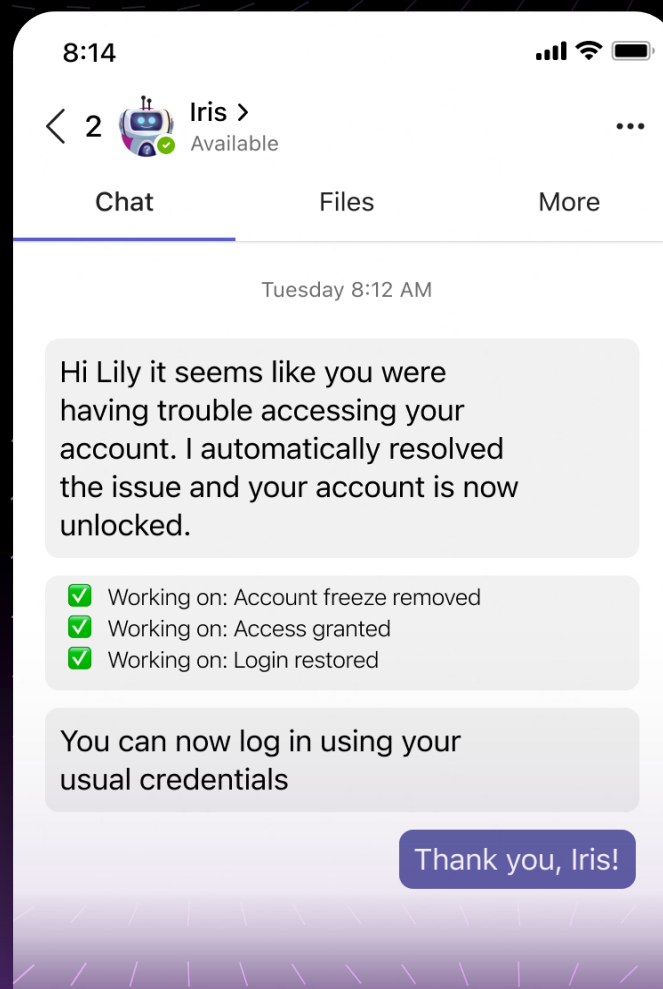 8:14
2
Iris >
Available
Chat
Files
More
Tuesday 8:12 AM
Hi Lily it seems like you were
having trouble accessing your
account. I automatically resolved
the issue and your account is now
unlocked.
✅ Working on: Account freeze removed
✅ Working on: Access granted
✅ Working on: Login restored
You can now log in using your
usual credentials
Thank you, Iris!